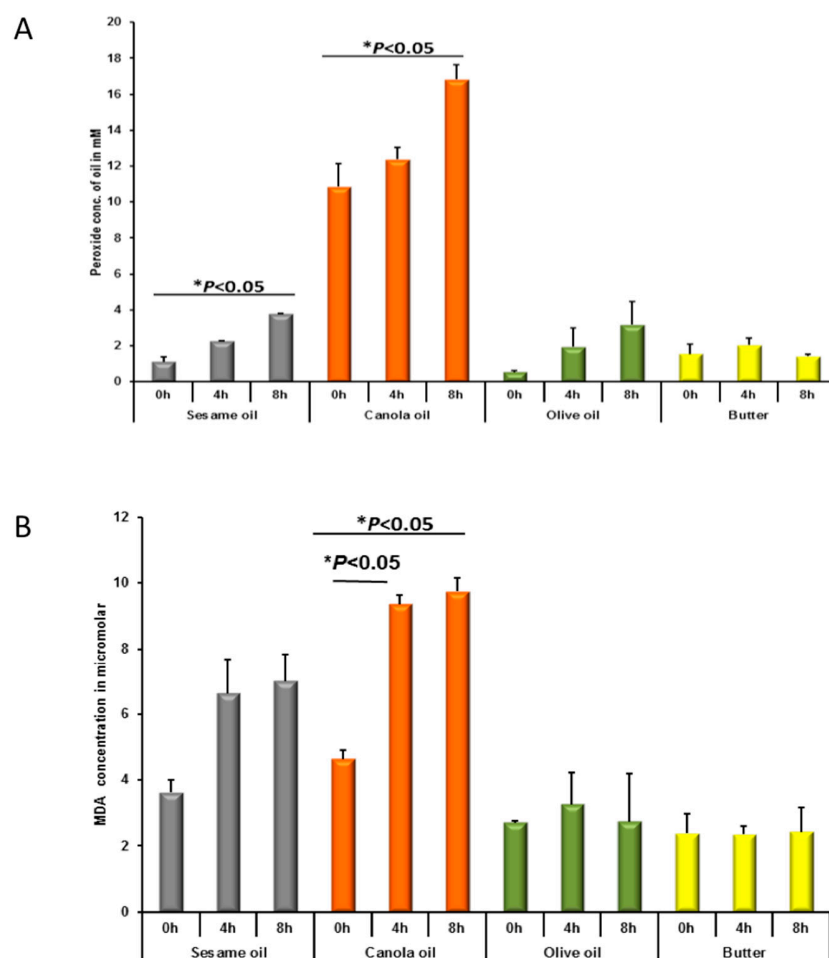 A
Peroxide conc. of oil in mM
20
18
16
14
12
10
8
6
4
2
0
*P<0.05
*P<0.05
0h 4h 8h 0h 4h 8h 0h 4h 8h 0h 4h 8h
Sesame oil Canola oil Olive oil Butter
B
MDA concentration in micromolar
12
10
8
6
4
2
0
*P<0.05
*P<0.05
0h 4h 8h 0h 4h 8h 0h 4h 8h 0h 4h 8h
Sesame oil Canola oil Olive oil Butter